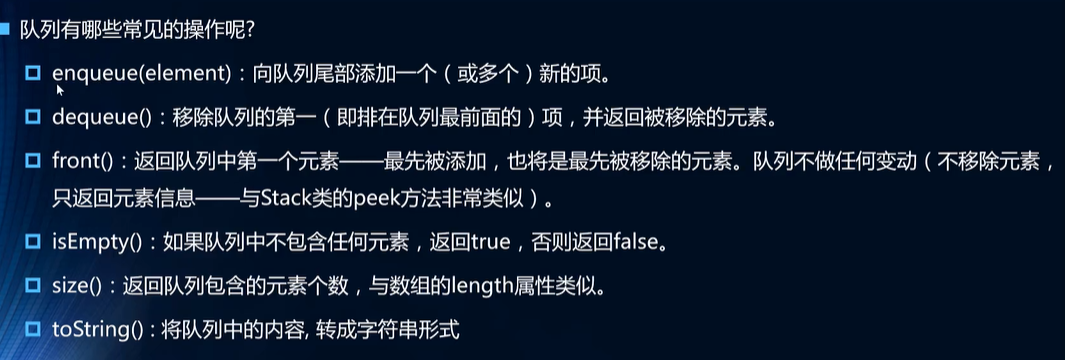 队列有哪些常见的操作呢?
enqueue(element)：向队列尾部添加一个（或多个）新的项。
dequeue()：移除队列的第一（即排在队列最前面的）项，并返回被移除的元素。
front()：返回队列中第一个元素——最先被添加，也将是最先被移除的元素。队列不做任何变动（不移除元素，
只返回元素信息——与Stack类的peek方法非常类似）。
isEmpty()：如果队列中不包含任何元素，返回true，否则返回false。
size()：返回队列包含的元素个数，与数组的length属性类似。
toString()：将队列中的内容, 转成字符串形式